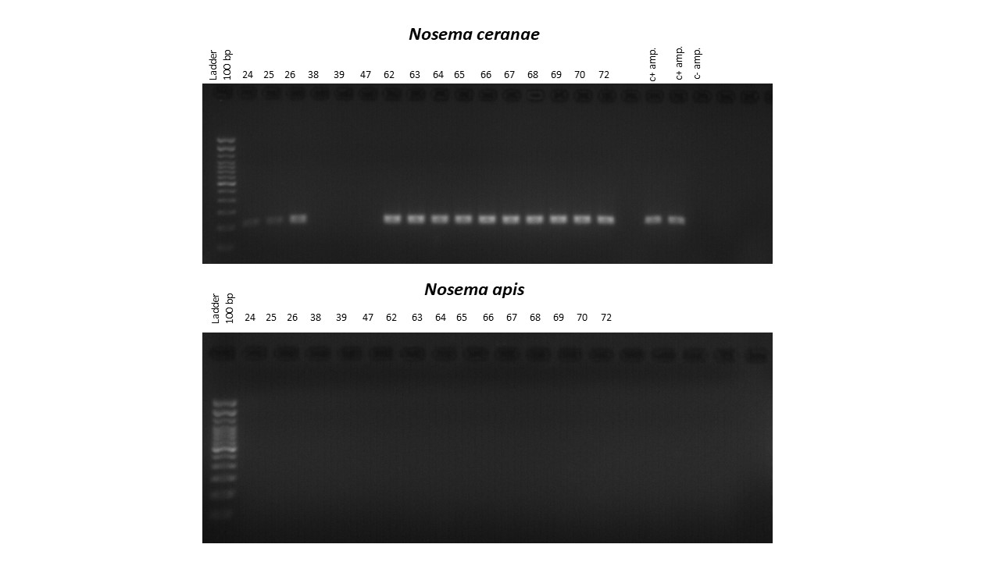 Nosema ceranae
Ladder
100 bp
24 25 26 38 39 47 62 63 64 65 66 67 68 69 70 72
c+ amp.
c+ amp.
c- amp.
Nosema apis
Ladder
100 bp
24 25 26 38 39 47 62 63 64 65 66 67 68 69 70 72